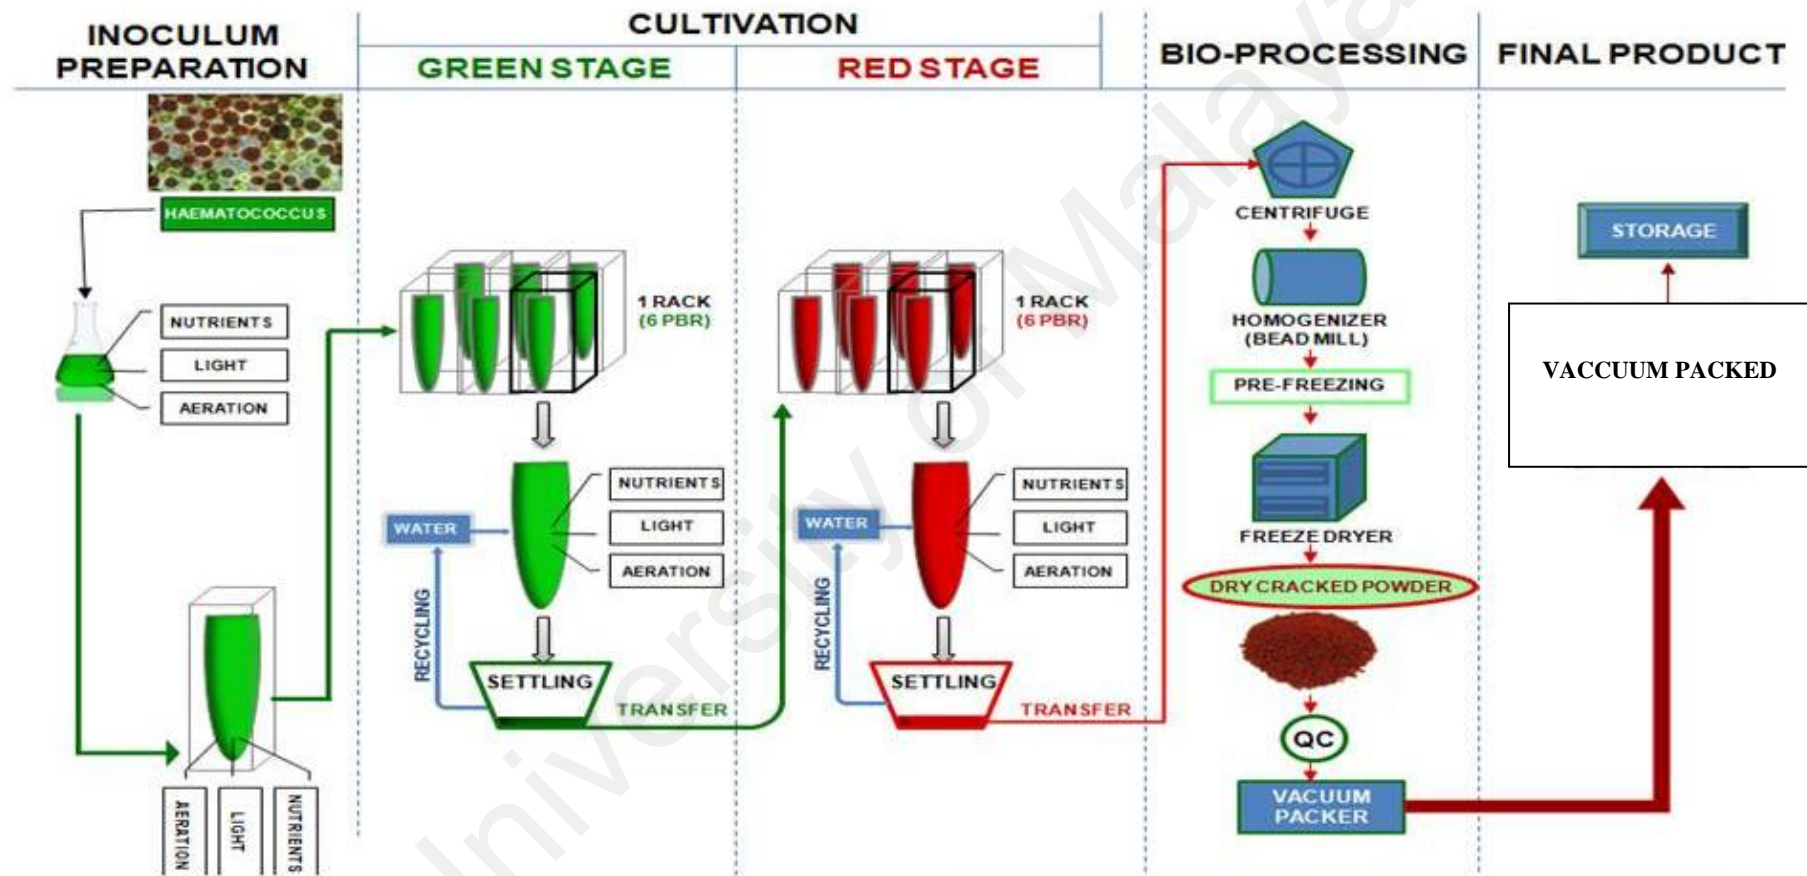 INOCULUM
PREPARATION
HAEMATOCOCCUS
NUTRIENTS
LIGHT
AERATION
AERATION
LIGHT
NUTRIENTS
CULTIVATION
GREEN STAGE
1 RACK
(6 PBR)
WATER
NUTRIENTS
LIGHT
AERATION
RECYCLING
SETTLING
TRANSFER
RED STAGE
1 RACK
(6 PBR)
WATER
NUTRIENTS
LIGHT
AERATION
RECYCLING
SETTLING
TRANSFER
BIO-PROCESSING
CENTRIFUGE
HOMOGENIZER
(BEAD MILL)
PRE-FREEZING
FREEZE DRYER
DRY CRACKED POWDER
QC
VACUUM
PACKER
FINAL PRODUCT
STORAGE
VACCUUM PACKED
University of Malaya